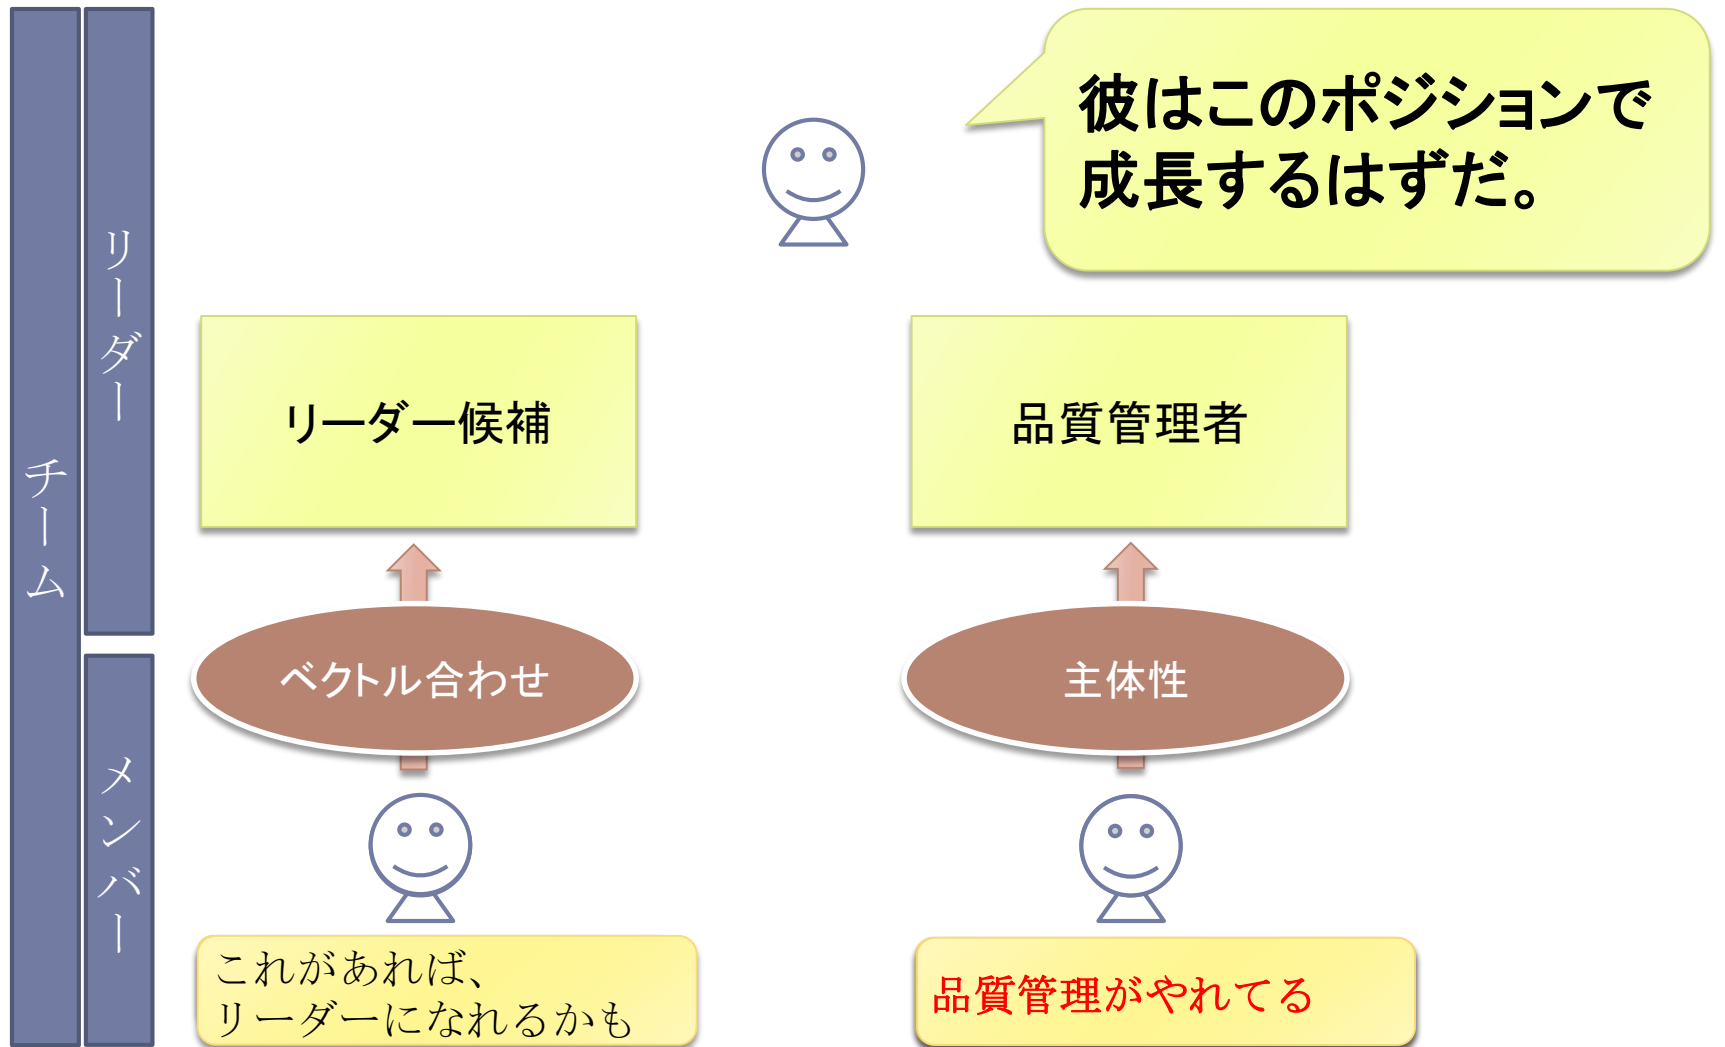 チーム
リーダー
メンバー
彼はこのポジションで
成長するはずだ。
リーダー候補
品質管理者
ベクトル合わせ
主体性
これがあれば、
リーダーになれるかも
品質管理がやれてる